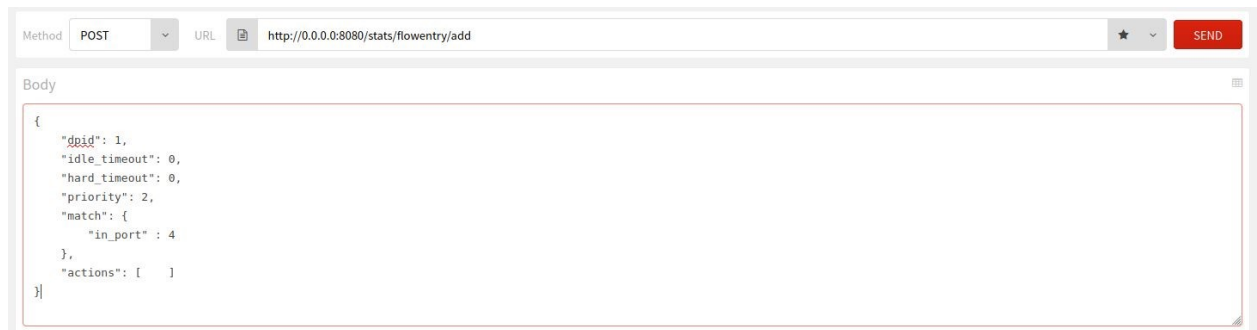 Method POST URL http://0.0.0.0:8080/stats/flowentry/add SEND
Body
{
    "dpid": 1,
    "idle_timeout": 0,
    "hard_timeout": 0,
    "priority": 2,
    "match": {
        "in_port" : 4
    },
    "actions": [    ]
}